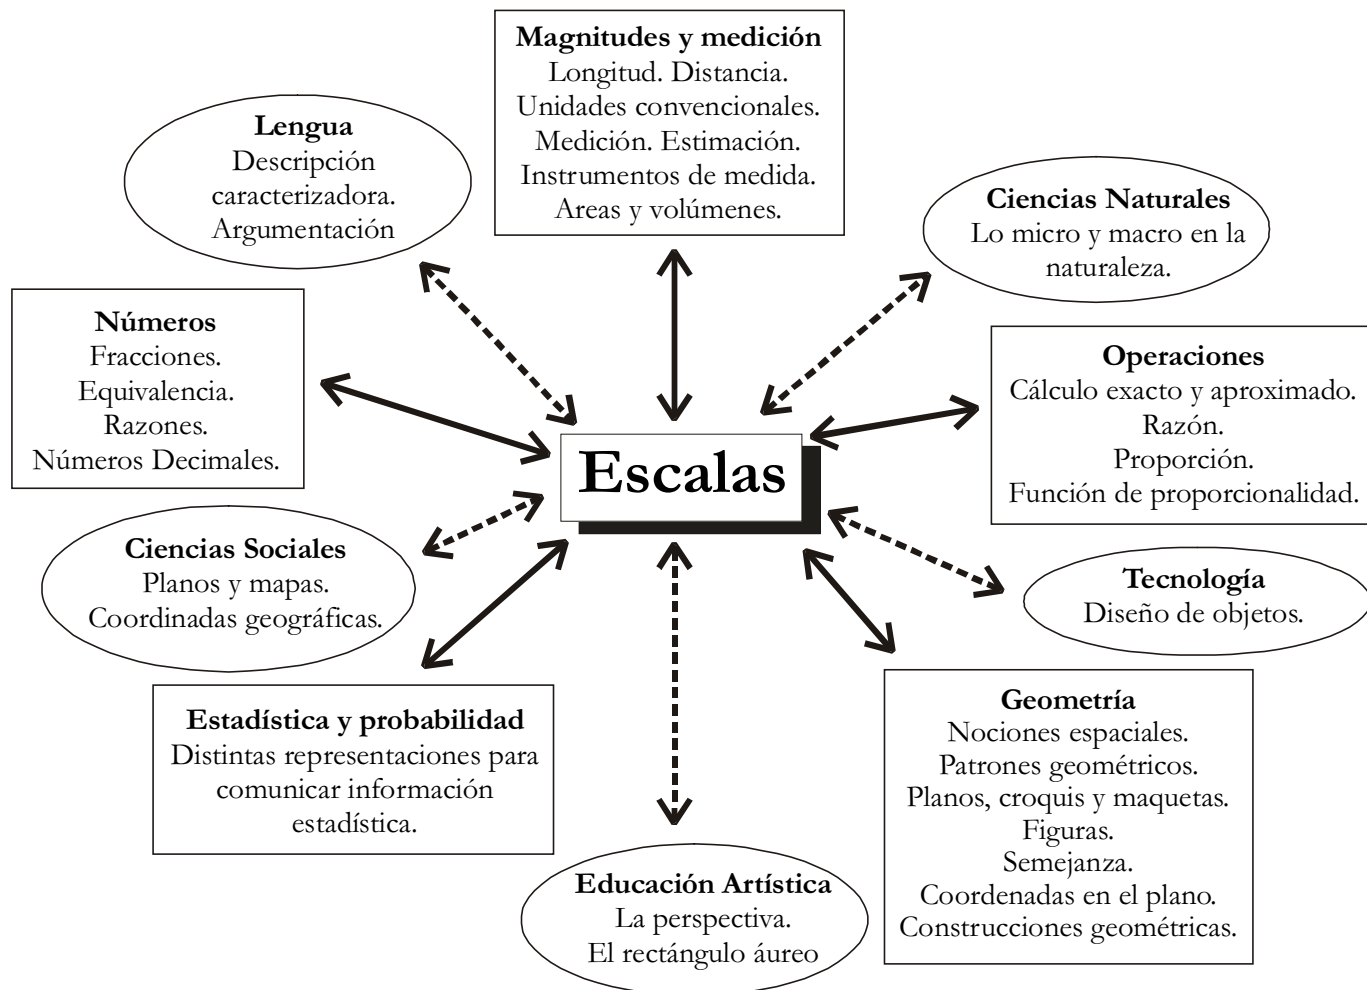 Magnitudes y medición
Longitud. Distancia.
Unidades convencionales.
Medición. Estimación.
Instrumentos de medida.
Areas y volúmenes.
Lengua
Descripción
caracterizadora.
Argumentación
Ciencias Naturales
Lo micro y macro en la
naturaleza.
Números
Fracciones.
Equivalencia.
Razones.
Números Decimales.
Operaciones
Cálculo exacto y aproximado.
Razón.
Proporción.
Función de proporcionalidad.
Escalas
Ciencias Sociales
Planos y mapas.
Coordinadas geográficas.
Tecnología
Diseño de objetos.
Estadística y probabilidad
Distintas representaciones para
comunicar información
estadística.
Geometría
Nociones espaciales.
Patrones geométricos.
Planos, croquis y maquetas.
Figuras.
Semejanza.
Coordenadas en el plano.
Construcciones geométricas.
Educación Artística
La perspectiva.
El rectángulo áureo